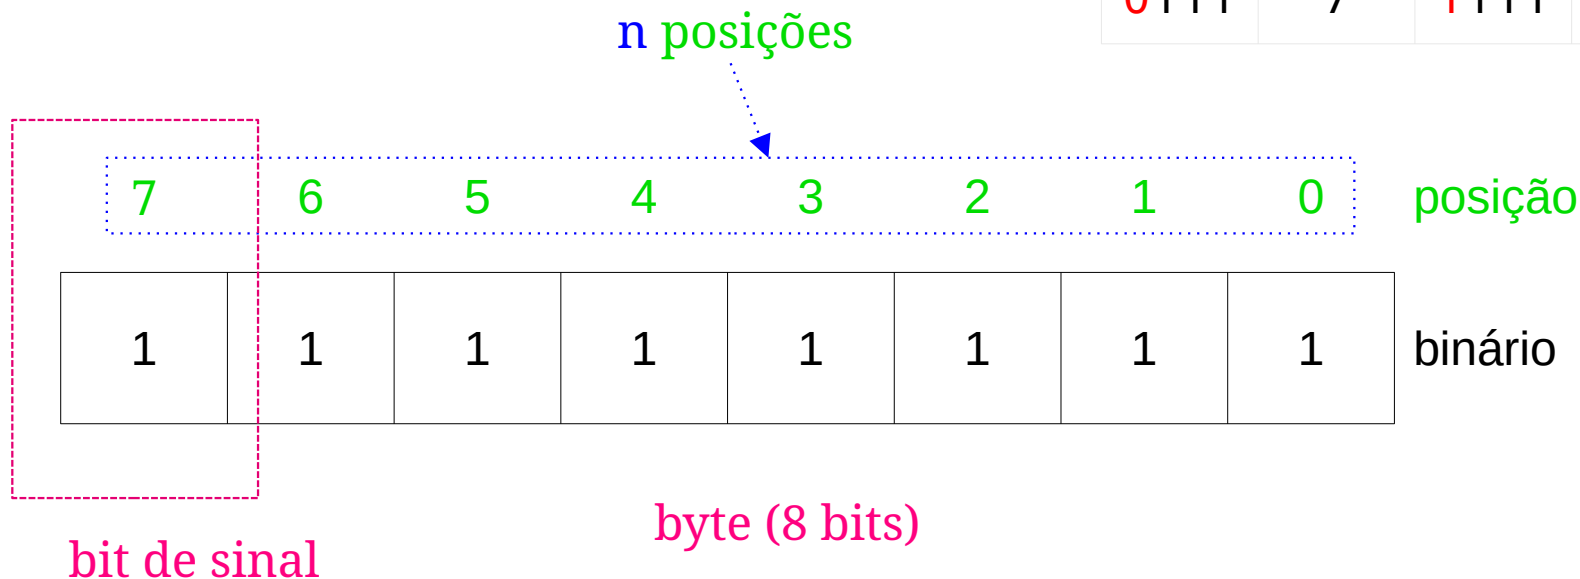 n posições
7 6 5 4 3 2 1 0 posição
1 1 1 1 1 1 1 1 binário
byte (8 bits)
bit de sinal